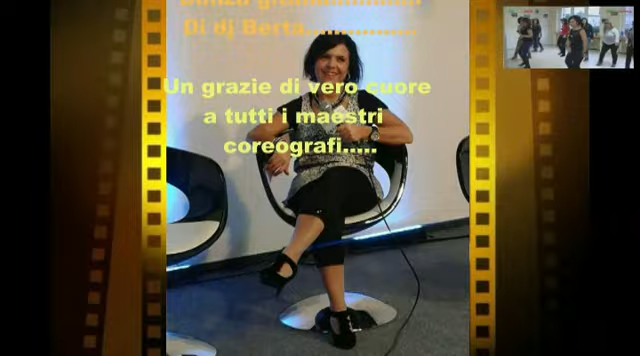 Di dj Berta...............
Un grazie di vero cuore
a tutti i maestri
coreografi.....